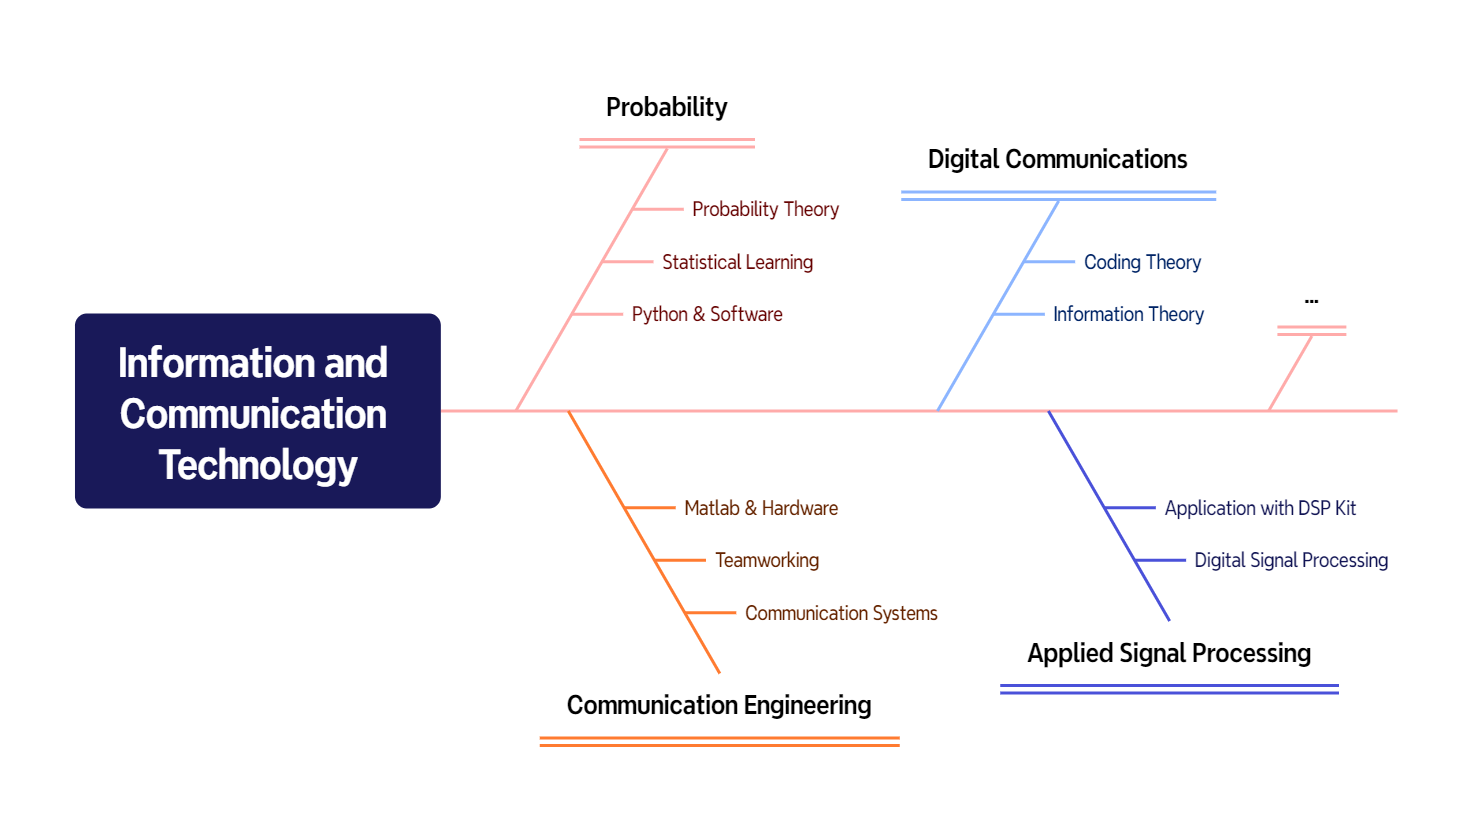 Information and
Communication
Technology
Probability
Probability Theory
Statistical Learning
Python & Software
Digital Communications
Coding Theory
Information Theory
...
Matlab & Hardware
Teamworking
Communication Systems
Communication Engineering
Application with DSP Kit
Digital Signal Processing
Applied Signal Processing